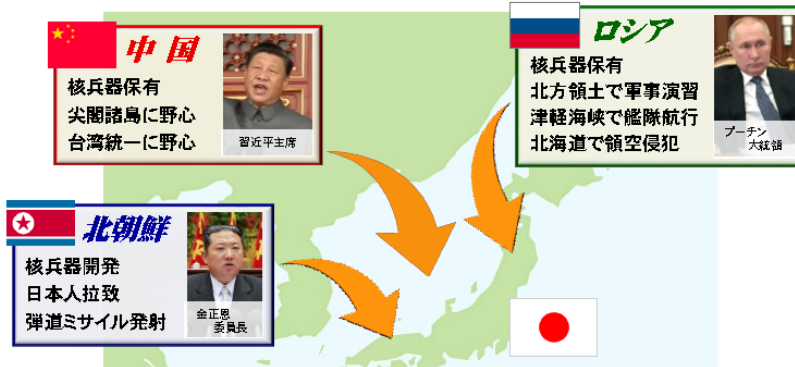 中国
核兵器保有
尖閣諸島に野心
台湾統一に野心
習近平主席
ロシア
核兵器保有
北方領土で軍事演習
津軽海峡で艦隊航行
北海道で領空侵犯
プーチン
大統領
北朝鮮
核兵器開発
日本人拉致
弾道ミサイル発射
金正恩
委員長